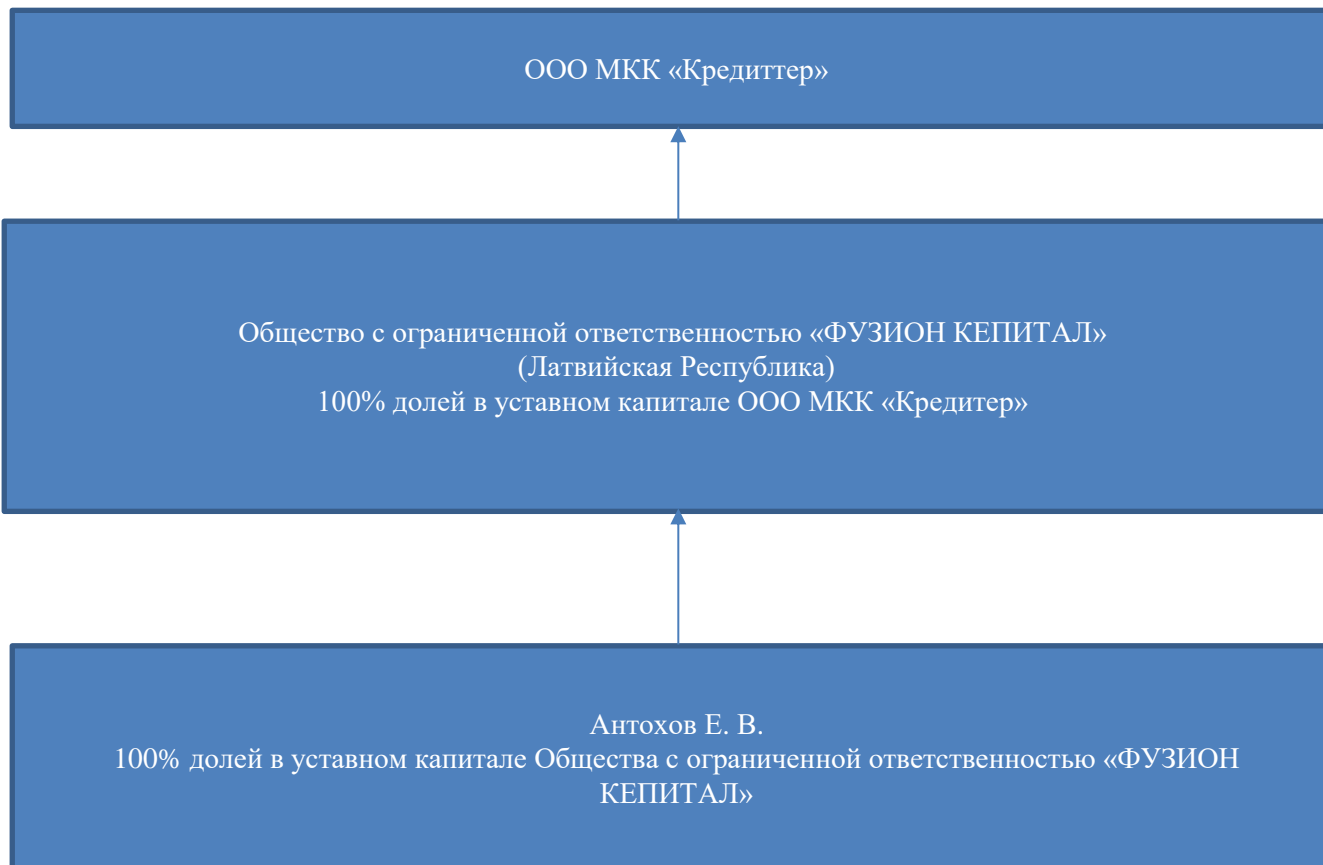 ООО МКК «Кредиттер»
Общество с ограниченной ответственностью «ФУЗИОН КЕПИТАЛ»
(Латвийская Республика)
100% долей в уставном капитале ООО МКК «Кредитер»
Антохов Е. В.
100% долей в уставном капитале Общества с ограниченной ответственностью «ФУЗИОН
КЕПИТАЛ»